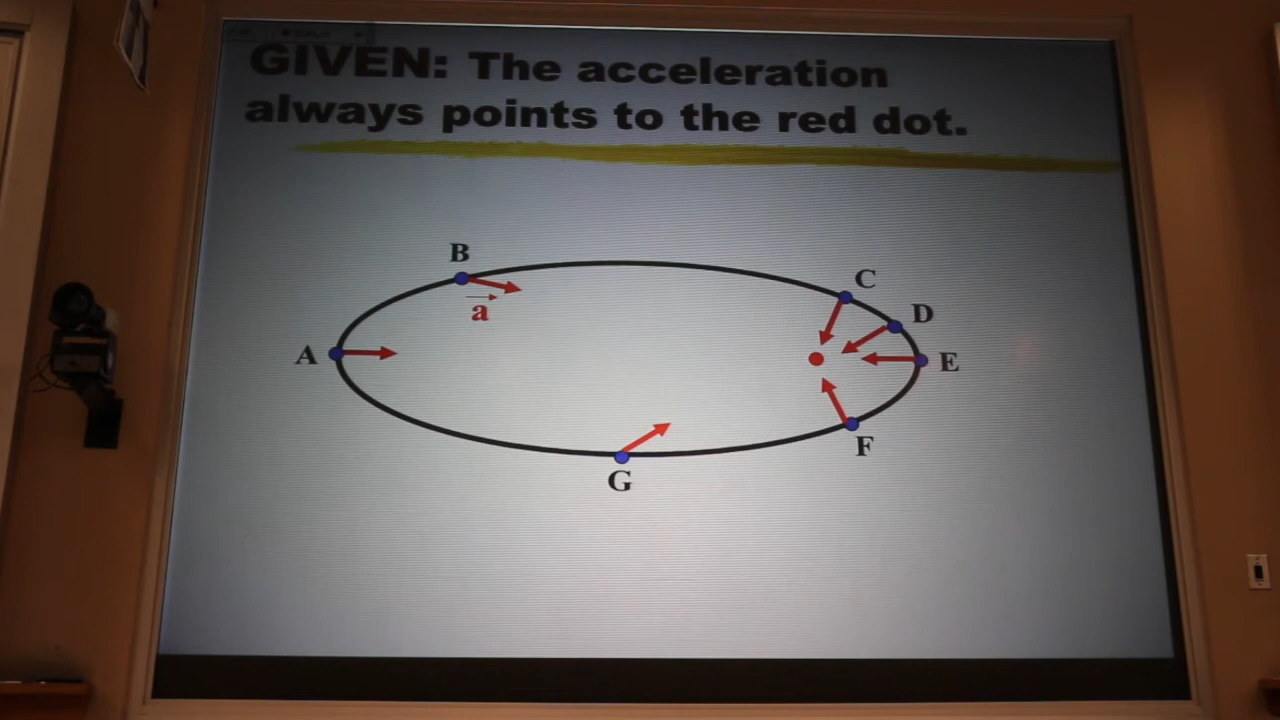 GIVEN: The acceleration
always points to the red dot.
B
C
a
D
A
E
F
G